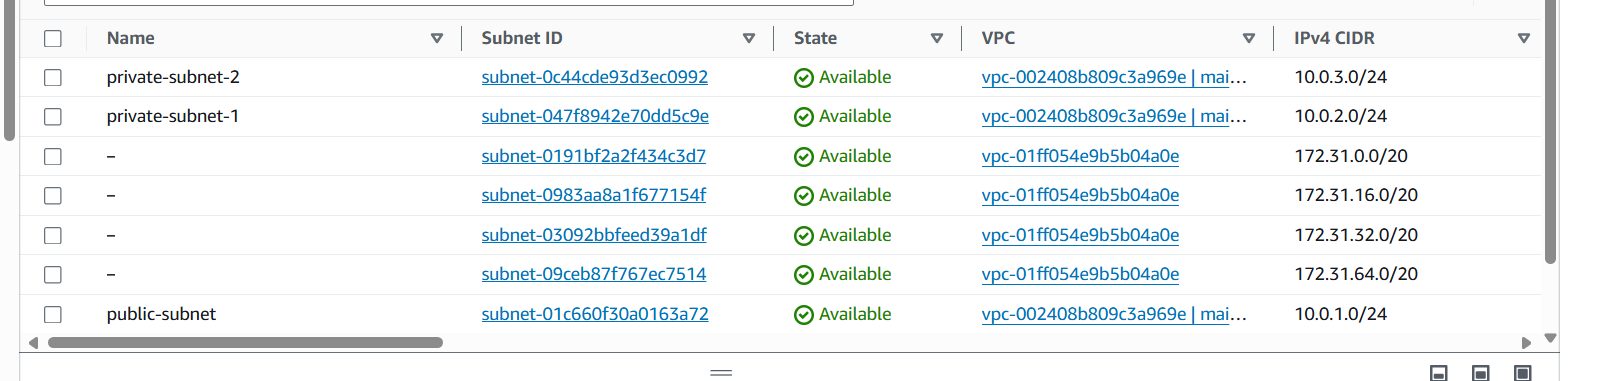 Name Subnet ID State VPC IPv4 CIDR
private-subnet-2 subnet-0c44cde93d3ec0992 Available vpc-002408b809c3a969e | mai... 10.0.3.0/24
private-subnet-1 subnet-047f8942e70dd5c9e Available vpc-002408b809c3a969e | mai... 10.0.2.0/24
– subnet-0191bf2a2f434c3d7 Available vpc-01ff054e9b5b04a0e 172.31.0.0/20
– subnet-0983aa8a1f677154f Available vpc-01ff054e9b5b04a0e 172.31.16.0/20
– subnet-03092bbfeed39a1df Available vpc-01ff054e9b5b04a0e 172.31.32.0/20
– subnet-09ceb87f767ec7514 Available vpc-01ff054e9b5b04a0e 172.31.64.0/20
public-subnet subnet-01c660f30a0163a72 Available vpc-002408b809c3a969e | mai... 10.0.1.0/24